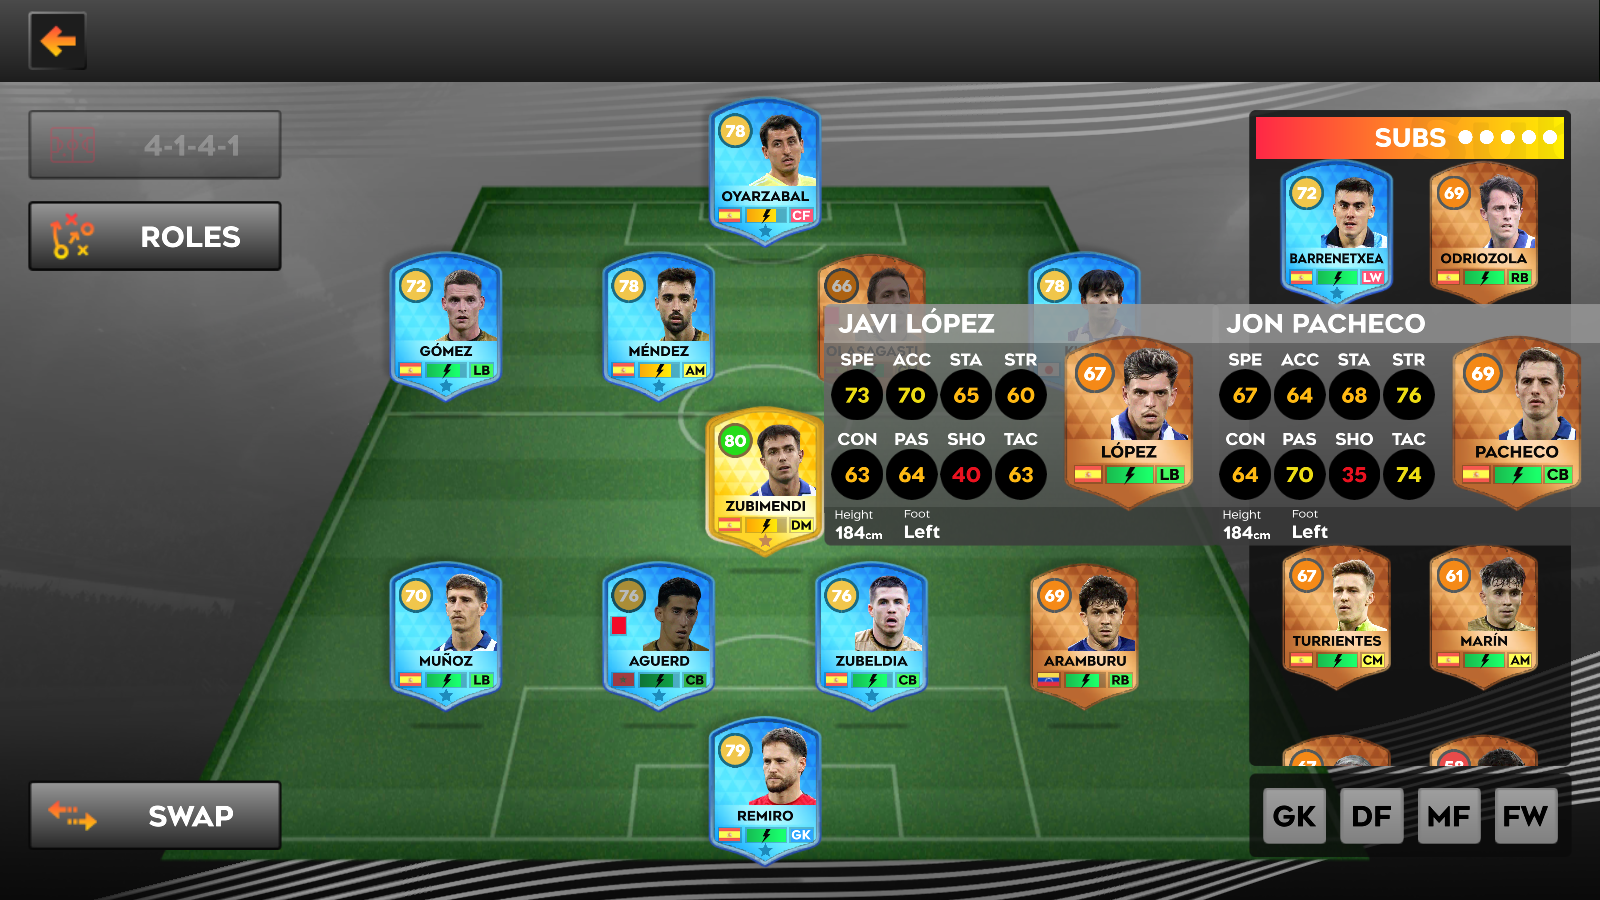 4-1-4-1
ROLES
SWAP
78
OYARZABAL
CF
72
GÓMEZ
LB
78
MÉNDEZ
AM
66
OLASAGASTI
78
80
ZUBIMENDI
DM
70
MUÑOZ
LB
76
AGUERD
CB
76
ZUBELDIA
CB
69
ARAMBURU
RB
79
REMIRO
GK
JAVI LÓPEZ
SPE ACC STA STR
73 70 65 60
CON PAS SHO TAC
63 64 40 63
Height Foot
184cm Left
67
LÓPEZ
LB
JON PACHECO
SPE ACC STA STR
67 64 68 76
CON PAS SHO TAC
64 70 35 74
Height Foot
184cm Left
69
PACHECO
CB
SUBS
72
BARRENETXEA
LW
69
ODRIOZOLA
RB
67
TURRIENTES
CM
61
MARÍN
AM
67
58
GK DF MF FW